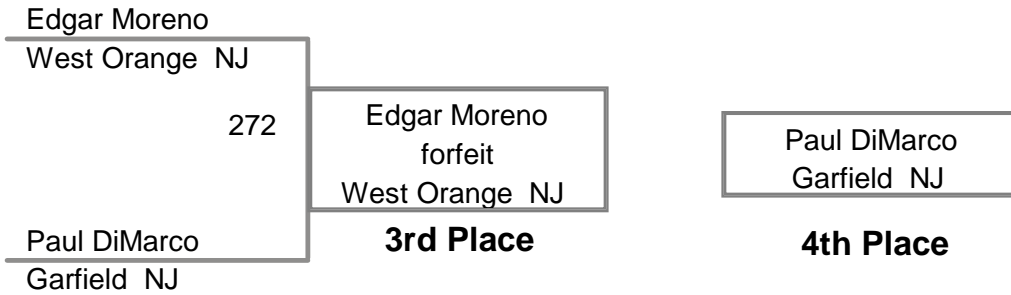 Edgar Moreno
West Orange NJ
272
Edgar Moreno
forfeit
West Orange NJ
3rd Place
Paul DiMarco
Garfield NJ
Paul DiMarco
Garfield NJ
4th Place